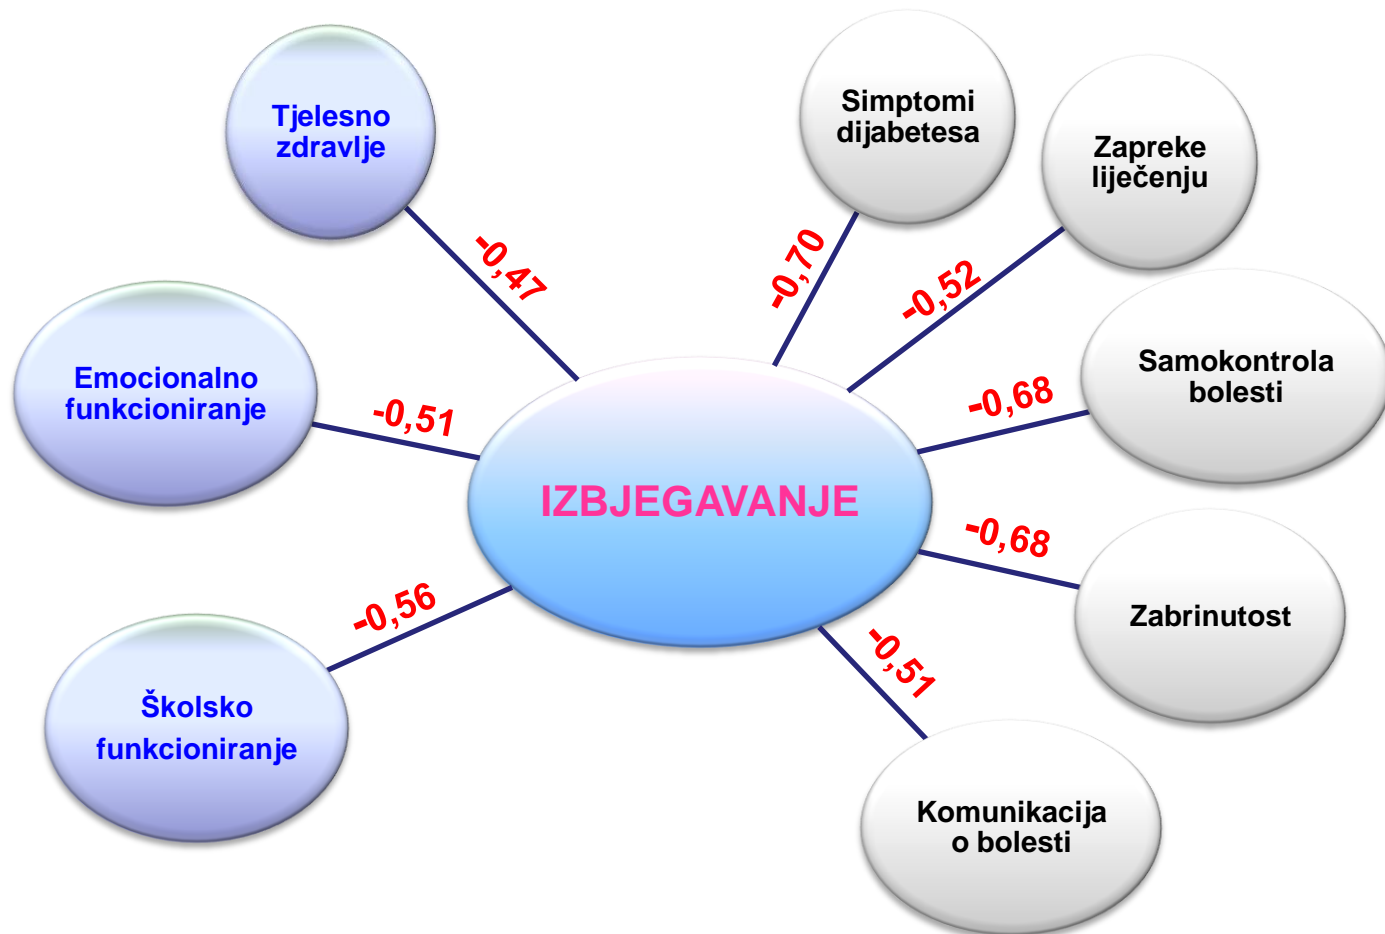 Tjelesno
zdravlje
Simptomi
dijabetesa
Zapreke
liječenju
-0,47
-0,70
-0,52
Emocionalno
funkcioniranje
-0,51
-0,68
Samokontrola
bolesti
IZBJEGAVANJE
-0,68
Zabrinutost
-0,56
-0,51
Školsko
funkcioniranje
Komunikacija
o bolesti